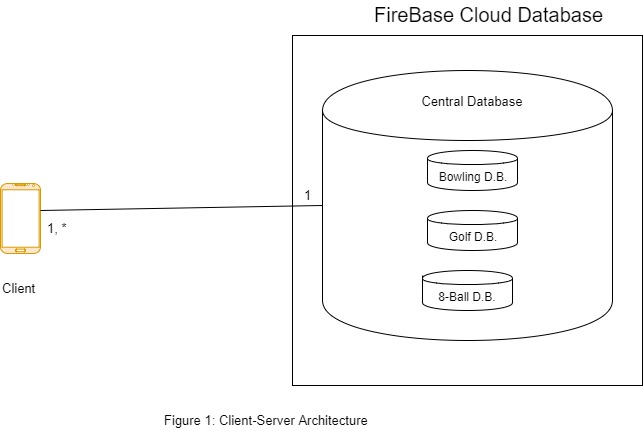 FireBase Cloud Database
Central Database
Bowling D.B.
1
1, *
Golf D.B.
Client
8-Ball D.B.
Figure 1: Client-Server Architecture